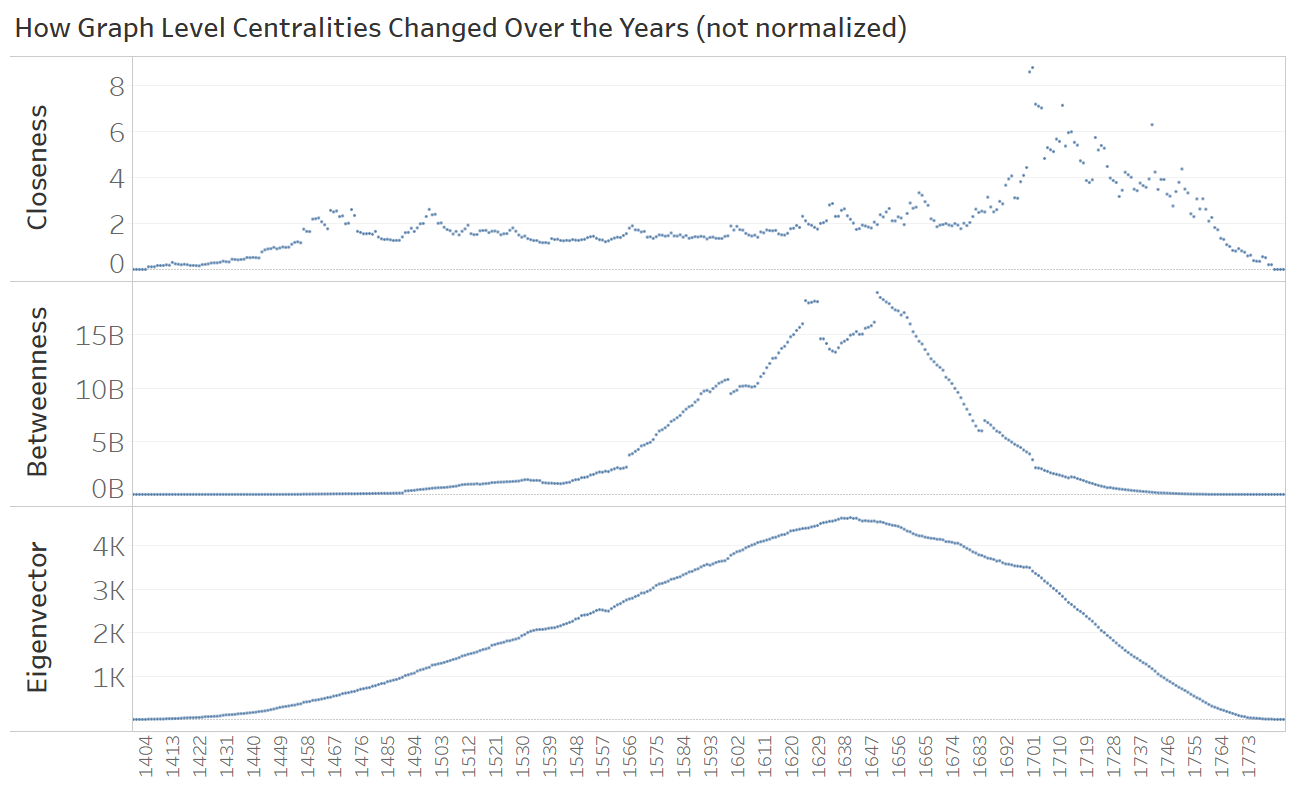 How Graph Level Centralities Changed Over the Years (not normalized)
Closeness
8
6
4
2
0
Betweenness
15B
10B
5B
0B
Eigenvector
4K
3K
2K
1K
1404 1413 1422 1431 1440 1449 1458 1467 1476 1485 1494 1503 1512 1521 1530 1539 1548 1557 1566 1575 1584 1593 1602 1611 1620 1629 1638 1647 1656 1665 1674 1683 1692 1701 1710 1719 1728 1737 1746 1755 1764 1773